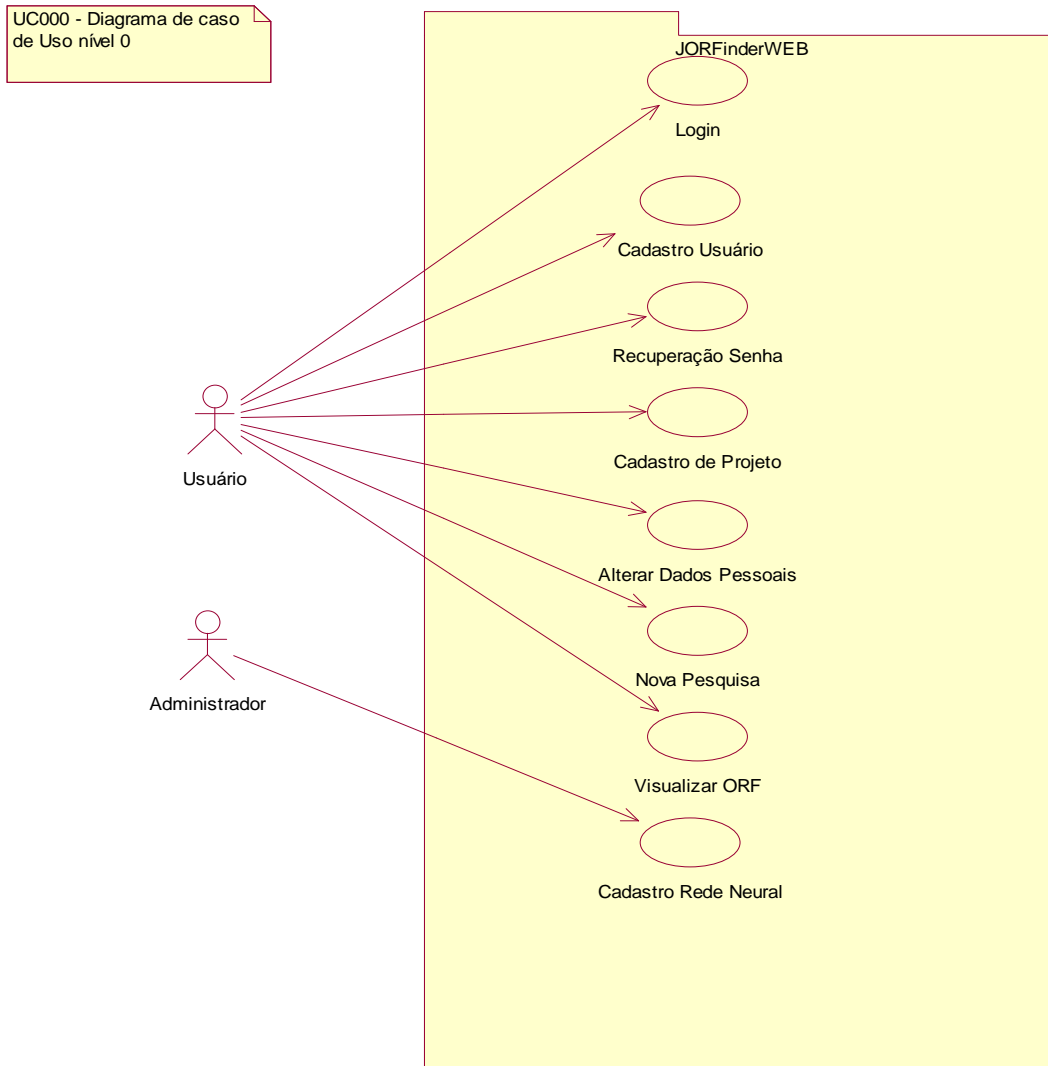 UC000 - Diagrama de caso
de Uso nível 0
JORFinderWEB
Login
Cadastro Usuário
Recuperação Senha
Cadastro de Projeto
Usuário
Alterar Dados Pessoais
Nova Pesquisa
Administrador
Visualizar ORF
Cadastro Rede Neural